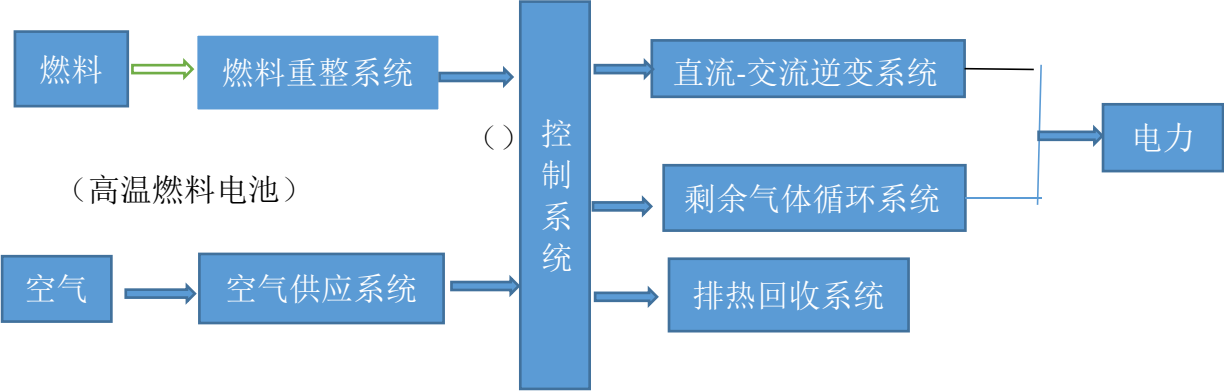 燃料
燃料重整系统
直流-交流逆变系统
控制系统
（）
电力
（高温燃料电池）
剩余气体循环系统
空气
空气供应系统
排热回收系统